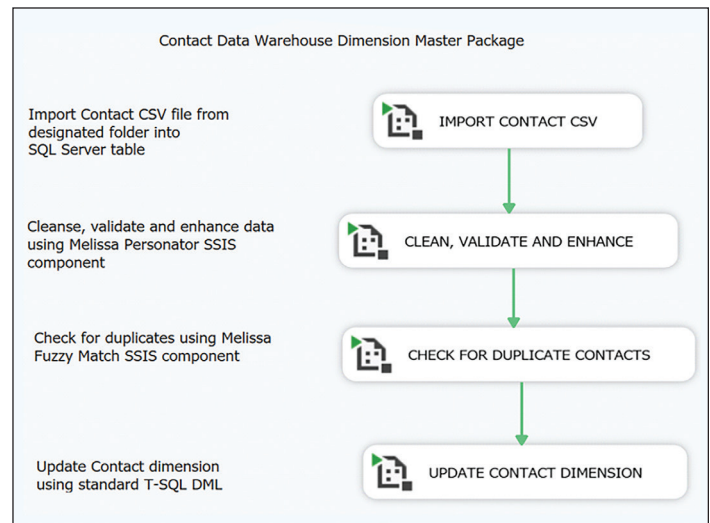 Contact Data Warehouse Dimension Master Package
Import Contact CSV file from
designated folder into
SQL Server table
IMPORT CONTACT CSV
Cleanse, validate and enhance data
using Melissa Personator SSIS
component
CLEAN, VALIDATE AND ENHANCE
Check for duplicates using Melissa
Fuzzy Match SSIS component
CHECK FOR DUPLICATE CONTACTS
Update Contact dimension
using standard T-SQL DML
UPDATE CONTACT DIMENSION